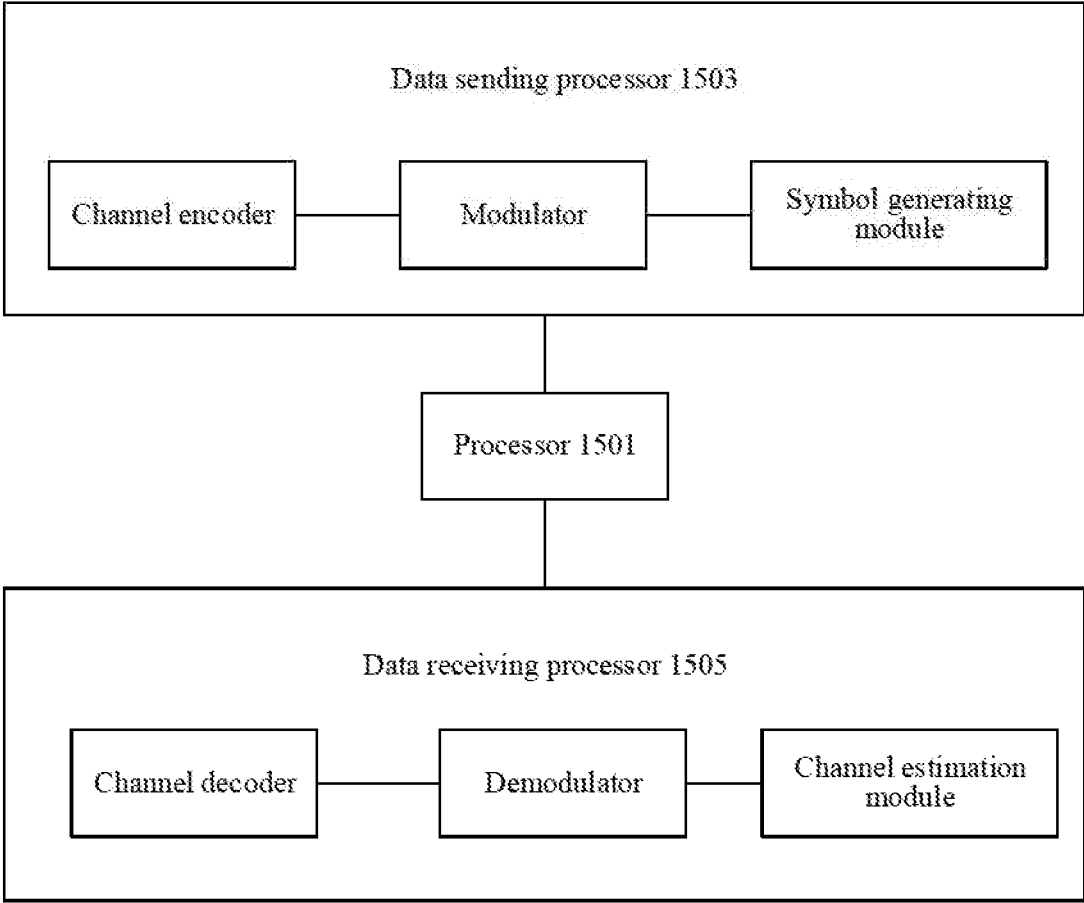 Data sending processor 1503
Channel encoder
Modulator
Symbol generating
module
Processor 1501
Data receiving processor 1505
Channel decoder
Demodulator
Channel estimation
module